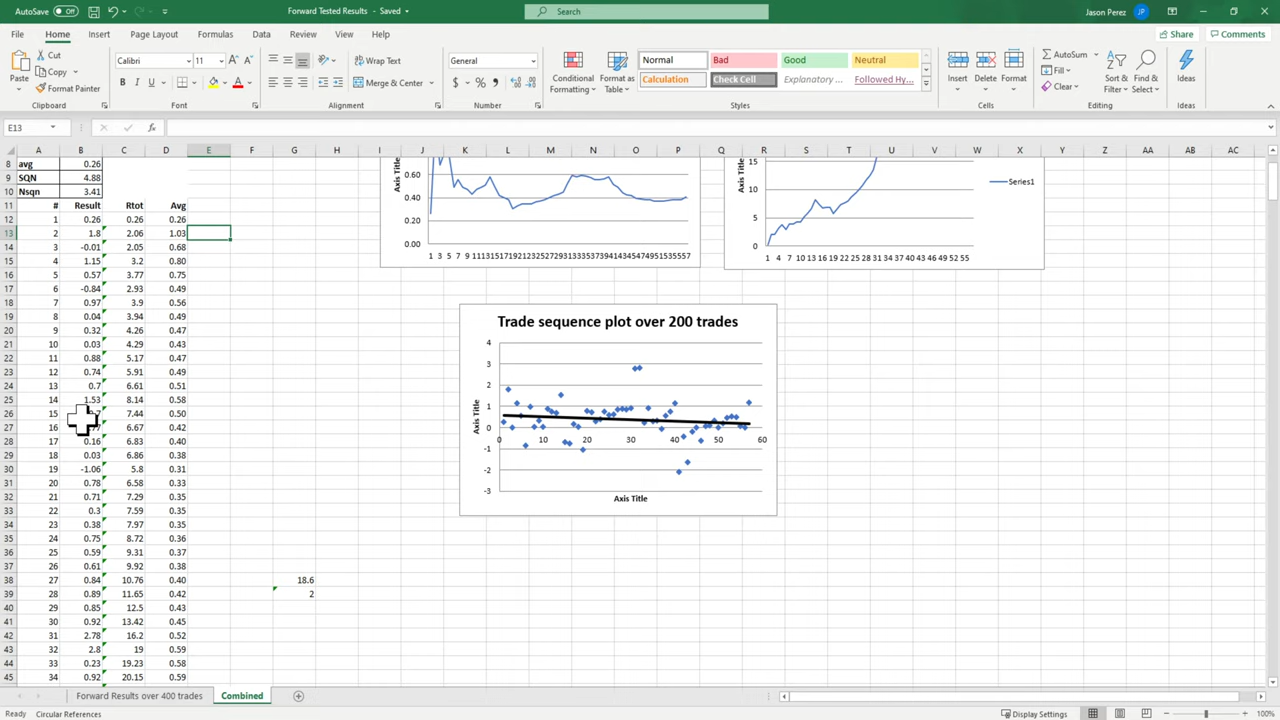 AutoSave Off Forward Tested Results - Saved Search Jason Perez JP
File Home Insert Page Layout Formulas Data Review View Help Share Comments
Paste Cut Copy Format Painter Clipboard
Calibri 11 B I U Font
Wrap Text Merge & Center Alignment
General $ % Number
Conditional Formatting Format as Table
Normal Bad Good Neutral
Calculation Check Cell Explanatory ... Followed Hy... Styles
Insert Delete Format Cells
AutoSum Fill Clear Sort & Filter Find & Select Editing
Ideas Ideas
E13 fx
A B C D E F G H I J K L M N O P Q R S T U V W X Y Z AA AB AC
8 avg 0.26
9 SQN 4.88
10 Nsqn 3.41
11 # Result Rtot Avg
12 1 0.26 0.26 0.26
13 2 1.8 2.06 1.03
14 3 -0.01 2.05 0.68
15 4 1.15 3.2 0.80
16 5 0.57 3.77 0.75
17 6 -0.84 2.93 0.49
18 7 0.97 3.9 0.56
19 8 0.04 3.94 0.49
20 9 0.32 4.26 0.47
21 10 0.03 4.29 0.43
22 11 0.88 5.17 0.47
23 12 0.74 5.91 0.49
24 13 0.7 6.61 0.51
25 14 1.53 8.14 0.58
26 15 7.44 0.50
27 16 6.67 0.42
28 17 0.16 6.83 0.40
29 18 0.03 6.86 0.38
30 19 -1.06 5.8 0.31
31 20 0.78 6.58 0.33
32 21 0.71 7.29 0.35
33 22 0.3 7.59 0.35
34 23 0.38 7.97 0.35
35 24 0.75 8.72 0.36
36 25 0.59 9.31 0.37
37 26 0.61 9.92 0.38
38 27 0.84 10.76 0.40 18.6
39 28 0.89 11.65 0.42 2
40 29 0.85 12.5 0.43
41 30 0.92 13.42 0.45
42 31 2.78 16.2 0.52
43 32 2.8 19 0.59
44 33 0.23 19.23 0.58
45 34 0.92 20.15 0.59
Axis Title
0.60
0.40
0.20
0.00
1 3 5 7 9 1113151719212325272931333537394143454749515357
Axis Title
15
10
5
0
1 4 7 10 13 16 19 22 25 28 31 34 37 40 43 46 49 52 55
Series1
Trade sequence plot over 200 trades
Axis Title
4
3
2
1
0
-1
-2
-3
0 10 20 30 40 50 60
Axis Title
Forward Results over 400 trades Combined
Ready Circular References Display Settings 100%